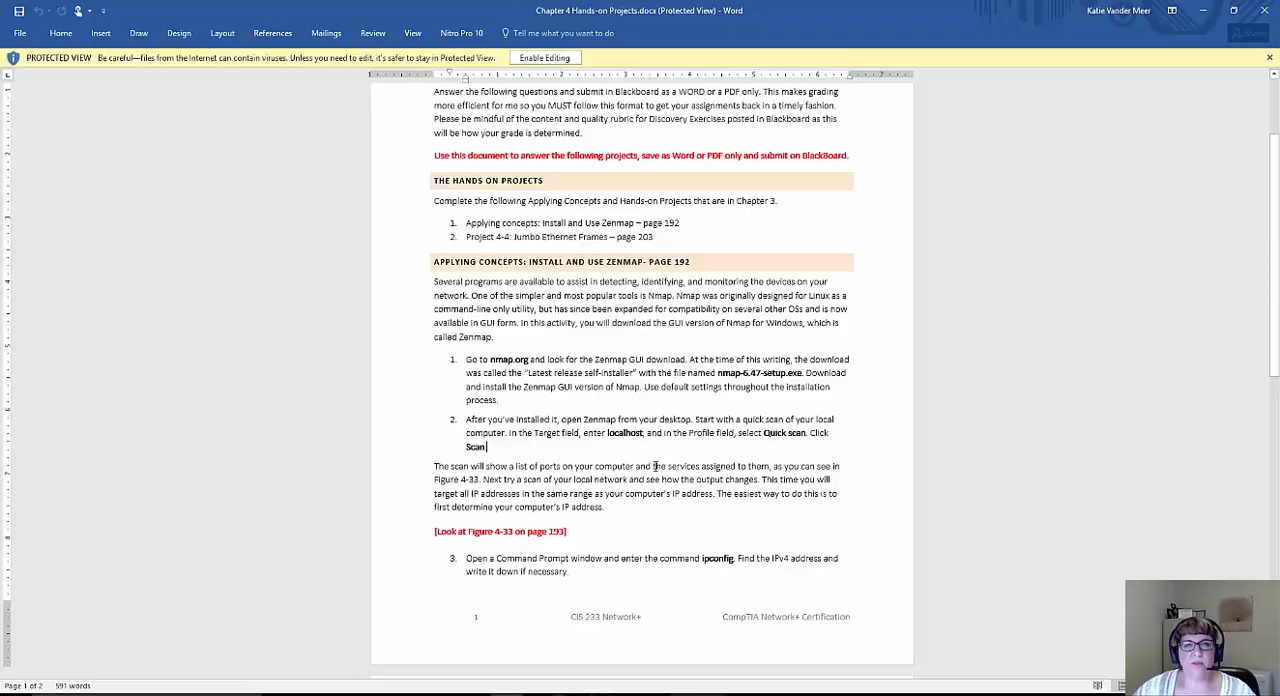 Chapter 4 Hands-on Projects.docx (Protected View) - Word
Katie Vander Meer
File Home Insert Draw Design Layout References Mailings Review View Nitro Pro 10 Tell me what you want to do
Share
PROTECTED VIEW Be careful—files from the Internet can contain viruses. Unless you need to edit, it's safer to stay in Protected View. Enable Editing
Answer the following questions and submit in Blackboard as a WORD or a PDF only. This makes grading
more efficient for me so you MUST follow this format to get your assignments back in a timely fashion.
Please be mindful of the content and quality rubric for Discovery Exercises posted in Blackboard as this
will be how your grade is determined.
Use this document to answer the following projects, save as Word or PDF only and submit on BlackBoard.
THE HANDS ON PROJECTS
Complete the following Applying Concepts and Hands-on Projects that are in Chapter 3.
1. Applying concepts: Install and Use Zenmap – page 192
2. Project 4-4: Jumbo Ethernet Frames – page 203
APPLYING CONCEPTS: INSTALL AND USE ZENMAP- PAGE 192
Several programs are available to assist in detecting, identifying, and monitoring the devices on your
network. One of the simpler and most popular tools is Nmap. Nmap was originally designed for Linux as a
command-line only utility, but has since been expanded for compatibility on several other OSs and is now
available in GUI form. In this activity, you will download the GUI version of Nmap for Windows, which is
called Zenmap.
1. Go to nmap.org and look for the Zenmap GUI download. At the time of this writing, the download
was called the "Latest release self-installer" with the file named nmap-6.47-setup.exe. Download
and install the Zenmap GUI version of Nmap. Use default settings throughout the installation
process.
2. After you've installed it, open Zenmap from your desktop. Start with a quick scan of your local
computer. In the Target field, enter localhost, and in the Profile field, select Quick scan. Click
Scan
The scan will show a list of ports on your computer and the services assigned to them, as you can see in
Figure 4-33. Next try a scan of your local network and see how the output changes. This time you will
target all IP addresses in the same range as your computer's IP address. The easiest way to do this is to
first determine your computer's IP address.
[Look at Figure 4-33 on page 193]
3. Open a Command Prompt window and enter the command ipconfig. Find the IPv4 address and
write it down if necessary.
1 CIS 233 Network+ CompTIA Network+ Certification
Page 1 of 2 591 words